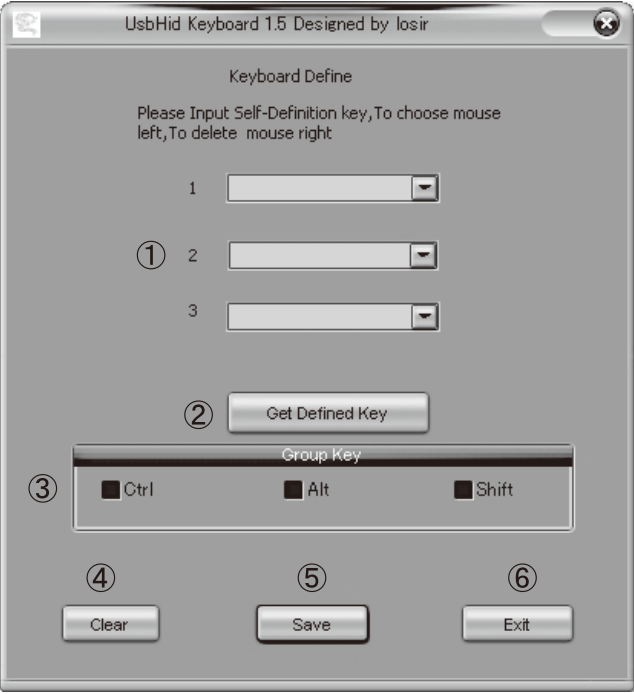 UsbHid Keyboard 1.5 Designed by losir
Keyboard Define
Please Input Self-Definition key,To choose mouse
left,To delete mouse right
1
① 2
3
② Get Defined Key
Group Key
③ Ctrl Alt Shift
④ ⑤ ⑥
Clear Save Exit